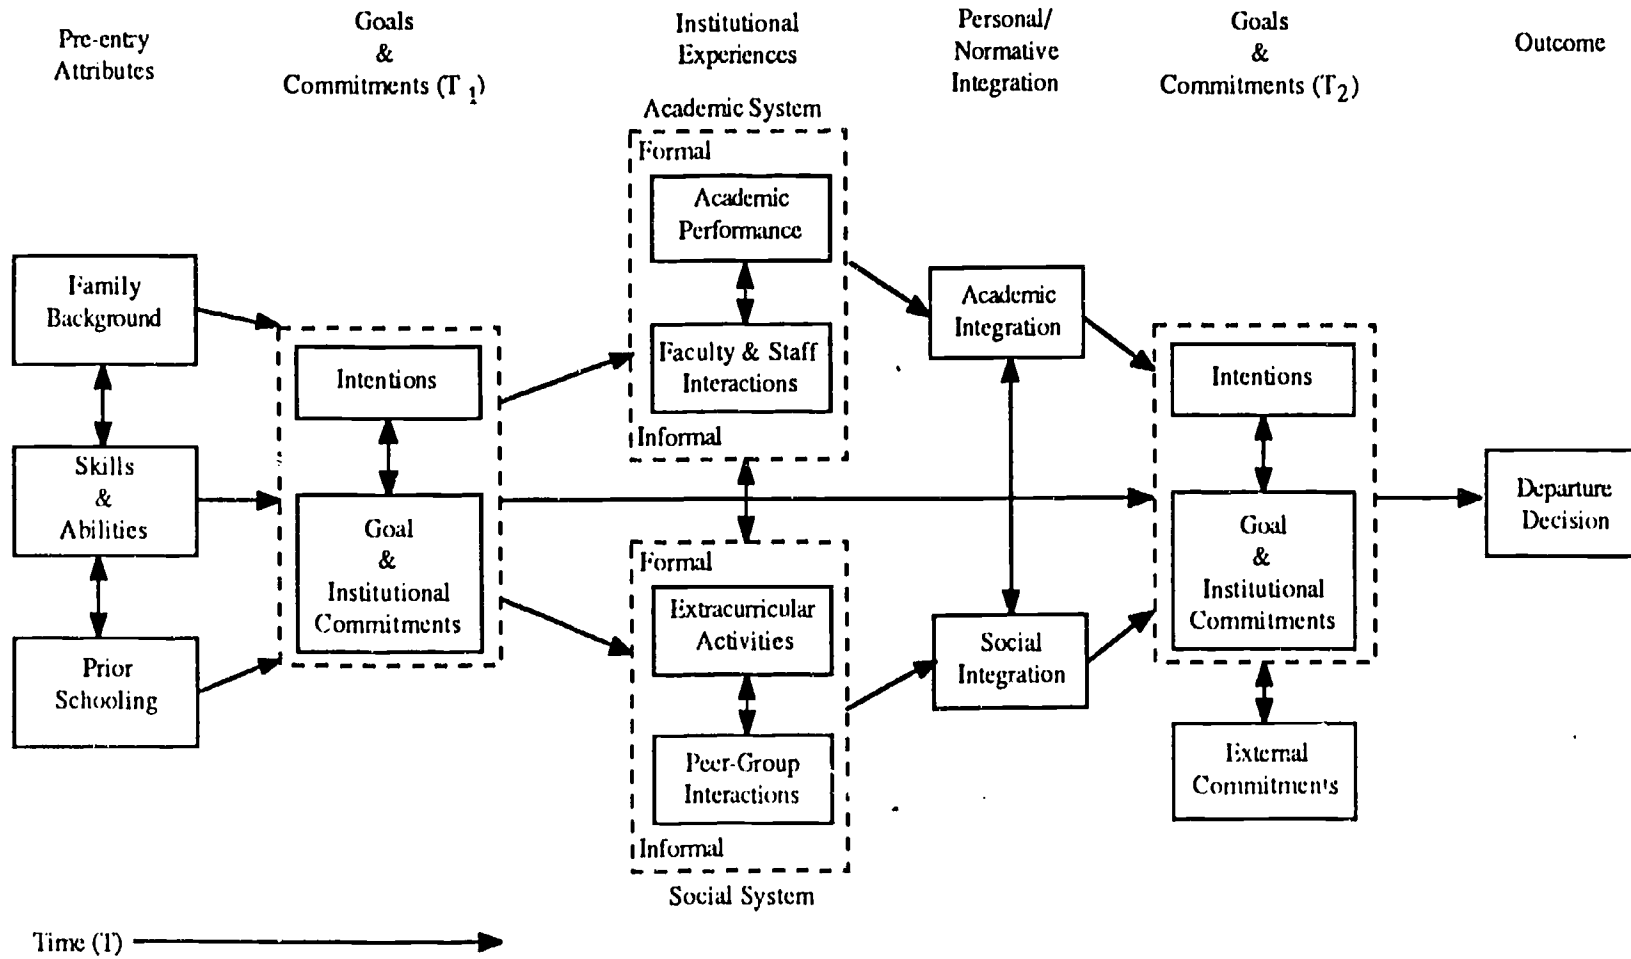 Pre-entry
Attributes
Goals
&
Commitments (T1)
Institutional
Experiences
Personal/
Normative
Integration
Goals
&
Commitments (T2)
Outcome
Academic System
Formal
Academic
Performance
Faculty & Staff
Interactions
Informal
Family
Background
Skills
&
Abilities
Prior
Schooling
Intentions
Goal
&
Institutional
Commitments
Formal
Extracurricular
Activities
Peer-Group
Interactions
Informal
Social System
Academic
Integration
Social
Integration
Intentions
Goal
&
Institutional
Commitments
External
Commitments
Departure
Decision
Time (T)